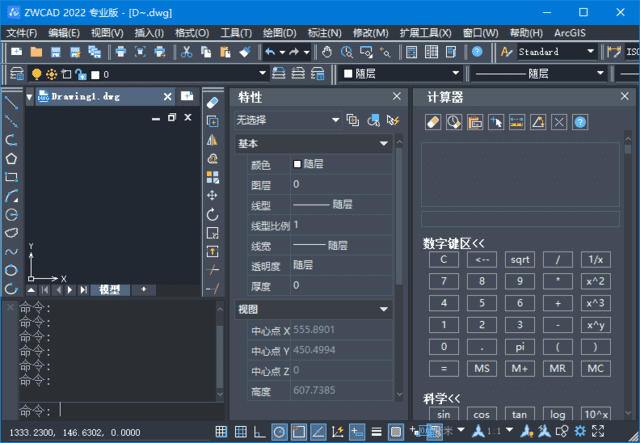 ZWCAD 2022 专业版 - [D~.dwg]
文件(F) 编辑(E) 视图(V) 插入(I) 格式(O) 工具(T) 绘图(D) 标注(N) 修改(M) 扩展工具(X) 窗口(W) 帮助(H) ArcGIS
Standard ISO
0 随层 随层
Drawing1.dwg
Y
X
模型 +
命令:
命令:
命令:
命令:
命令:
命令:
命令:
特性
无选择
基本
颜色 随层
图层 0
线型 随层
线型比例 1
线宽 随层
透明度 随层
厚度 0
视图
中心点 X 555.8901
中心点 Y 450.4994
中心点 Z 0
高度 607.7385
计算器
数字键区<<
C <-- sqrt / 1/x
7 8 9 * x^2
4 5 6 + x^3
1 2 3 - x^y
0 . pi ( )
= MS M+ MR MC
科学<<
sin cos tan log 10^x
1333.2300, 146.6302, 0.0000 1:1